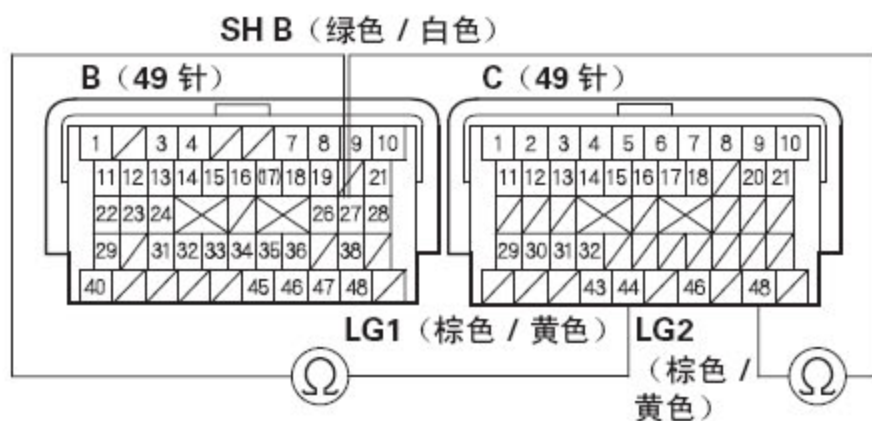 SH B（绿色 / 白色）
B（49 针）
C（49 针）
1 3 4 7 8 9 10
11 12 13 14 15 16 17 18 19 21
22 23 24 26 27 28
29 31 32 33 34 35 36 38
40 45 46 47 48
1 2 3 4 5 6 7 8 9 10
11 12 13 14 15 16 17 18 20 21
29 30 31 32
43 44 46 48
LG1（棕色 / 黄色）
LG2
（棕色 /
黄色）
Ω
Ω